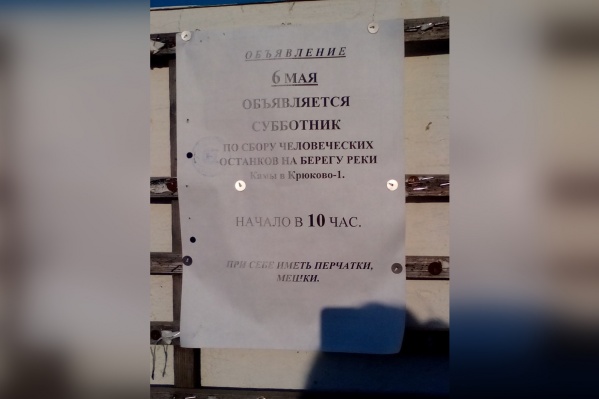 ОБЪЯВЛЕНИЕ
6 МАЯ
ОБЪЯВЛЯЕТСЯ
СУББОТНИК
ПО СБОРУ ЧЕЛОВЕЧЕСКИХ
ОСТАНКОВ НА БЕРЕГУ РЕКИ
Камы в Крюково-1.
НАЧАЛО В 10 ЧАС.
ПРИ СЕБЕ ИМЕТЬ ПЕРЧАТКИ,
МЕШКИ.